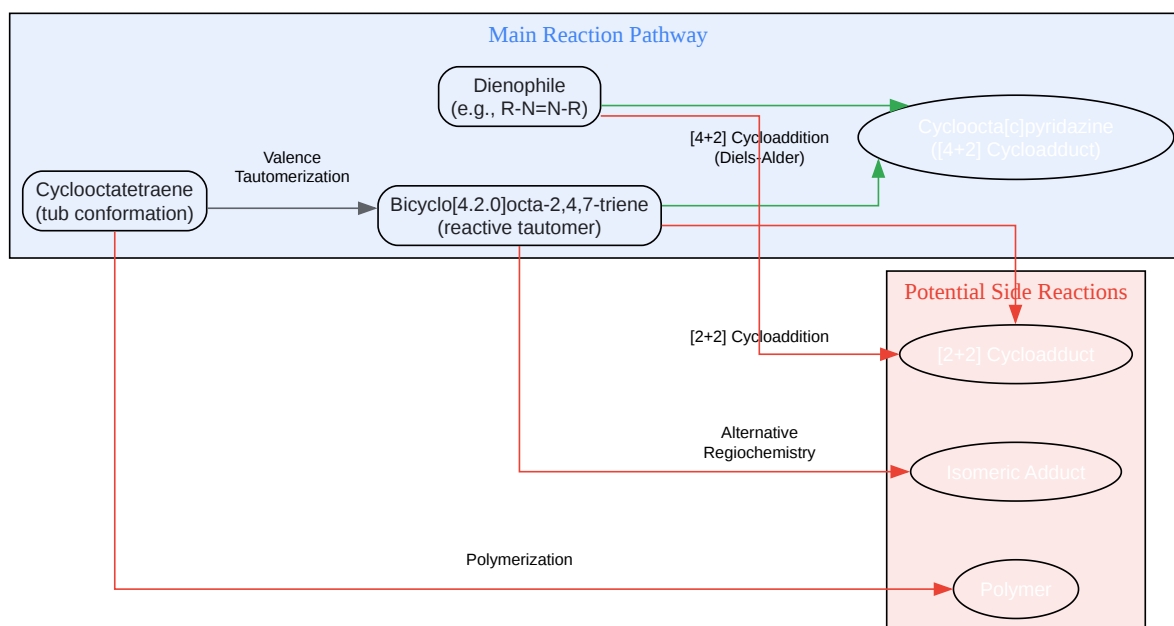 Main Reaction Pathway
Dienophile
(e.g., R-N=N-R)
Cycloocta[c]pyridazine
([4+2] Cycloadduct)
[4+2] Cycloaddition
(Diels-Alder)
Valence
Tautomerization
Cyclooctatetraene
(tub conformation)
Bicyclo[4.2.0]octa-2,4,7-triene
(reactive tautomer)
Potential Side Reactions
[2+2] Cycloaddition
[2+2] Cycloadduct
Alternative
Regiochemistry
Isomeric Adduct
Polymerization
Polymer